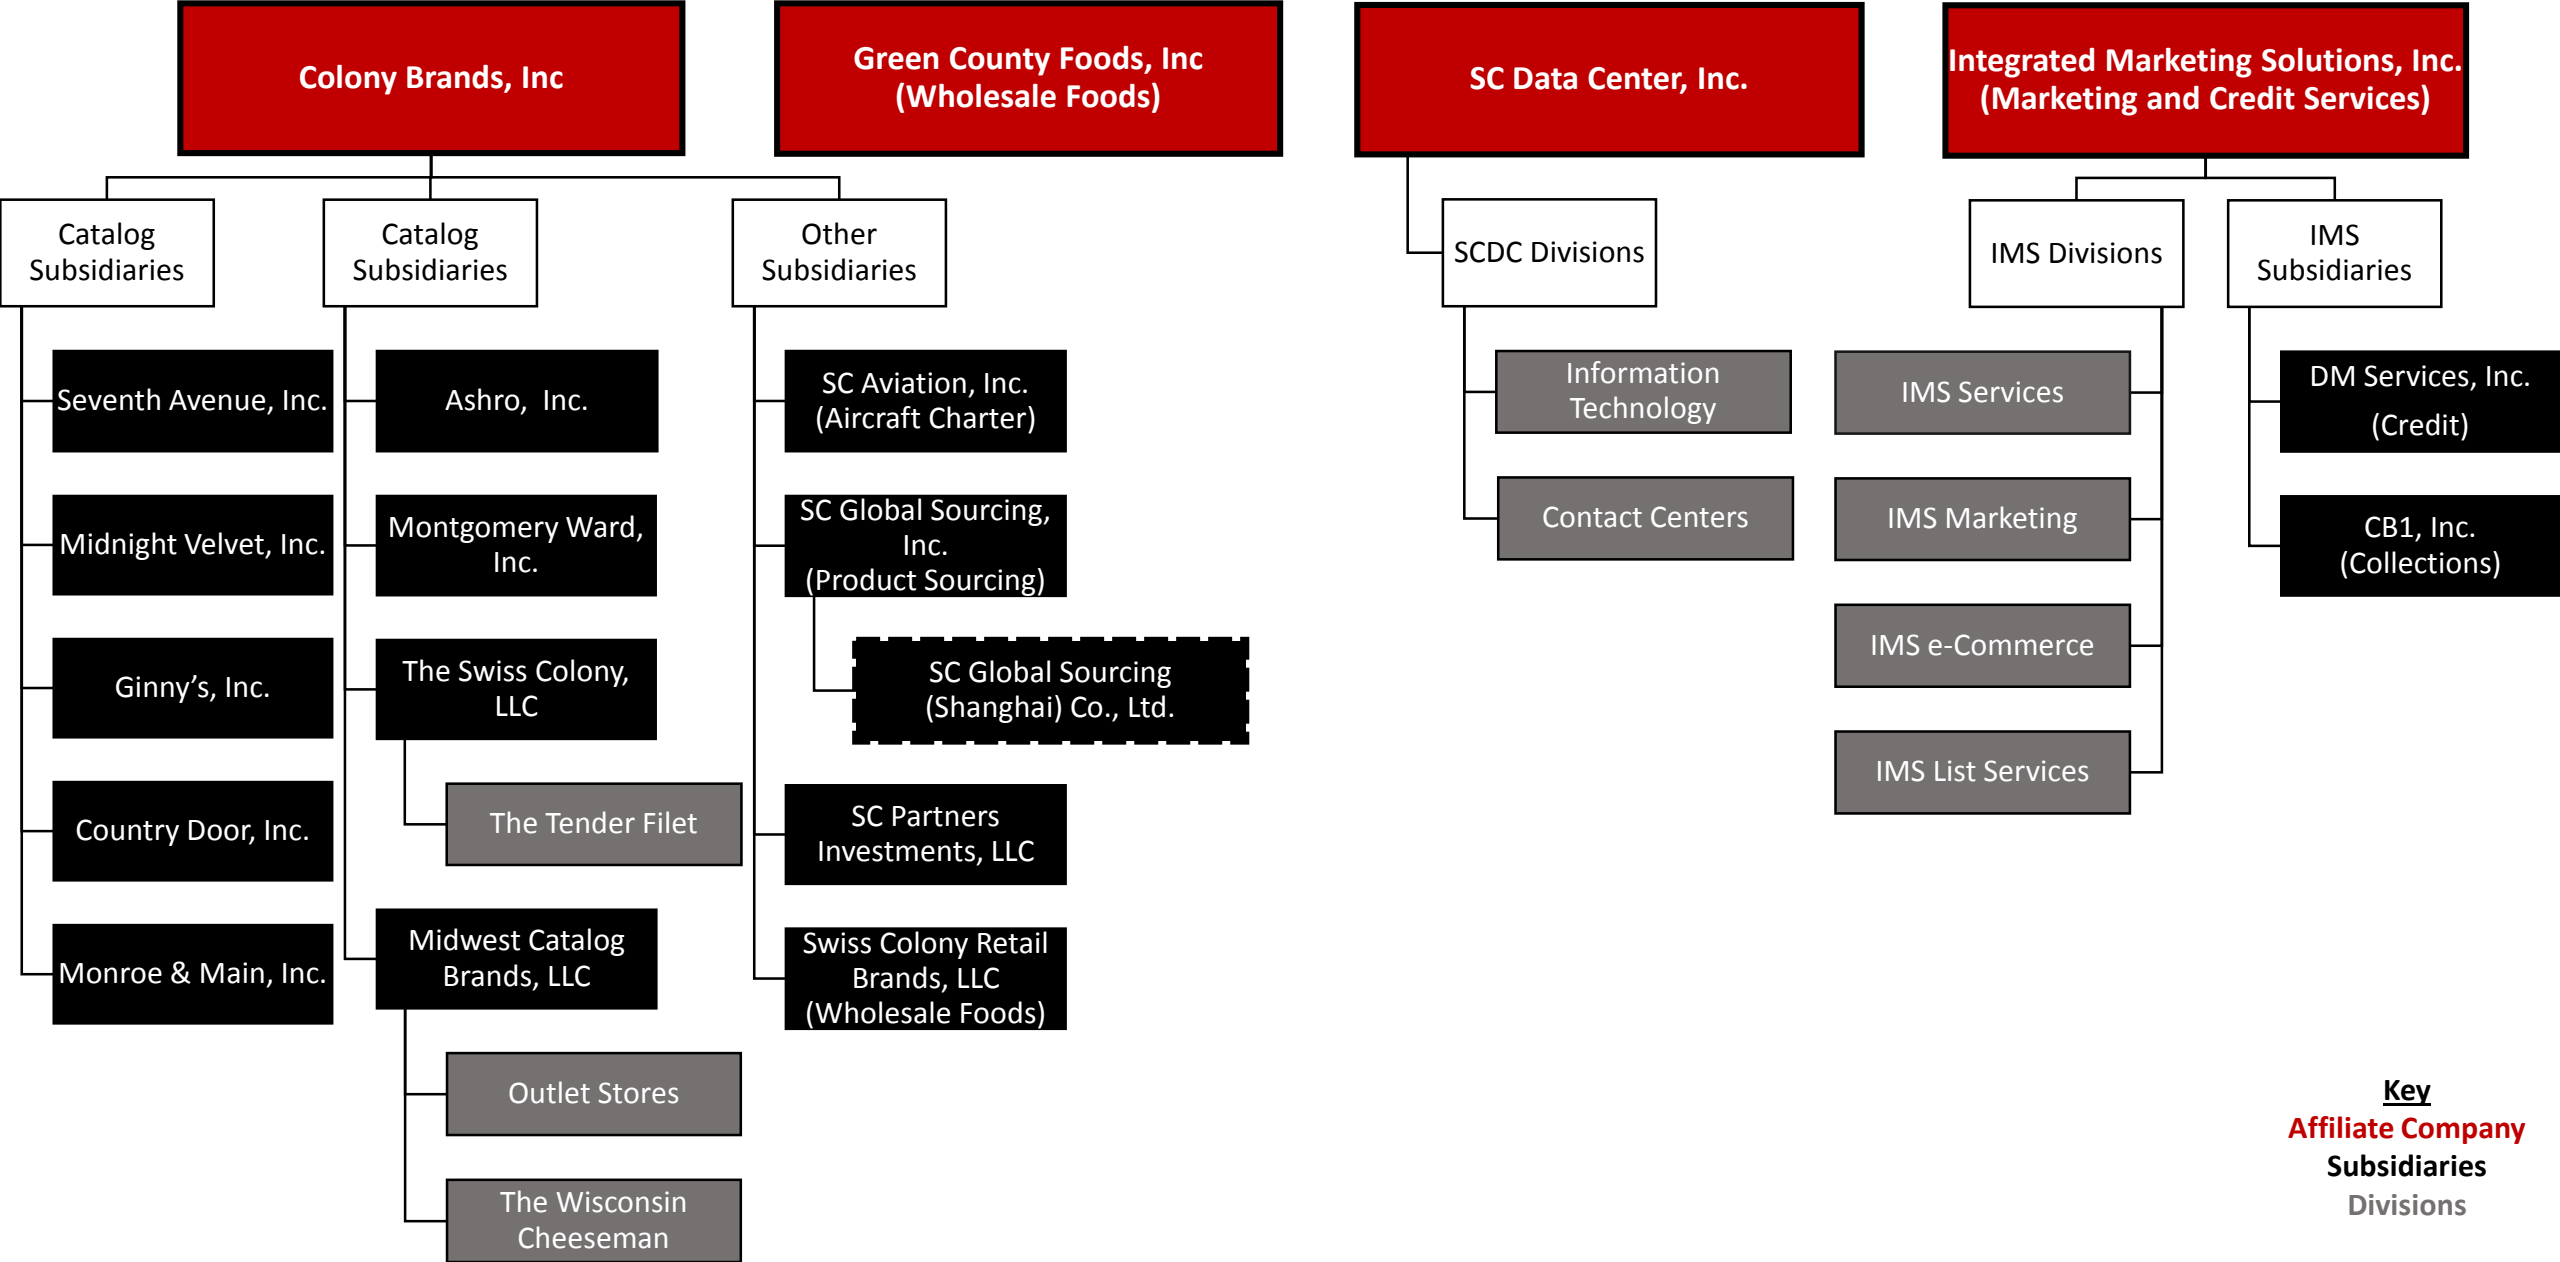 Colony Brands, Inc
Green County Foods, Inc
(Wholesale Foods)
SC Data Center, Inc.
Integrated Marketing Solutions, Inc.
(Marketing and Credit Services)
Catalog
Subsidiaries
Catalog
Subsidiaries
Other
Subsidiaries
SCDC Divisions
IMS Divisions
IMS
Subsidiaries
Seventh Avenue, Inc.
Midnight Velvet, Inc.
Ginny’s, Inc.
Country Door, Inc.
Monroe & Main, Inc.
Ashro,  Inc.
Montgomery Ward,
Inc.
The Swiss Colony,
LLC
The Tender Filet
Midwest Catalog
Brands, LLC
Outlet Stores
The Wisconsin
Cheeseman
SC Aviation, Inc.
(Aircraft Charter)
SC Global Sourcing,
Inc.
(Product Sourcing)
SC Global Sourcing
(Shanghai) Co., Ltd.
SC Partners
Investments, LLC
Swiss Colony Retail
Brands, LLC
(Wholesale Foods)
Information
Technology
Contact Centers
IMS Services
IMS Marketing
IMS e-Commerce
IMS List Services
DM Services, Inc.
(Credit)
CB1, Inc.
(Collections)
Key
Affiliate Company
Subsidiaries
Divisions